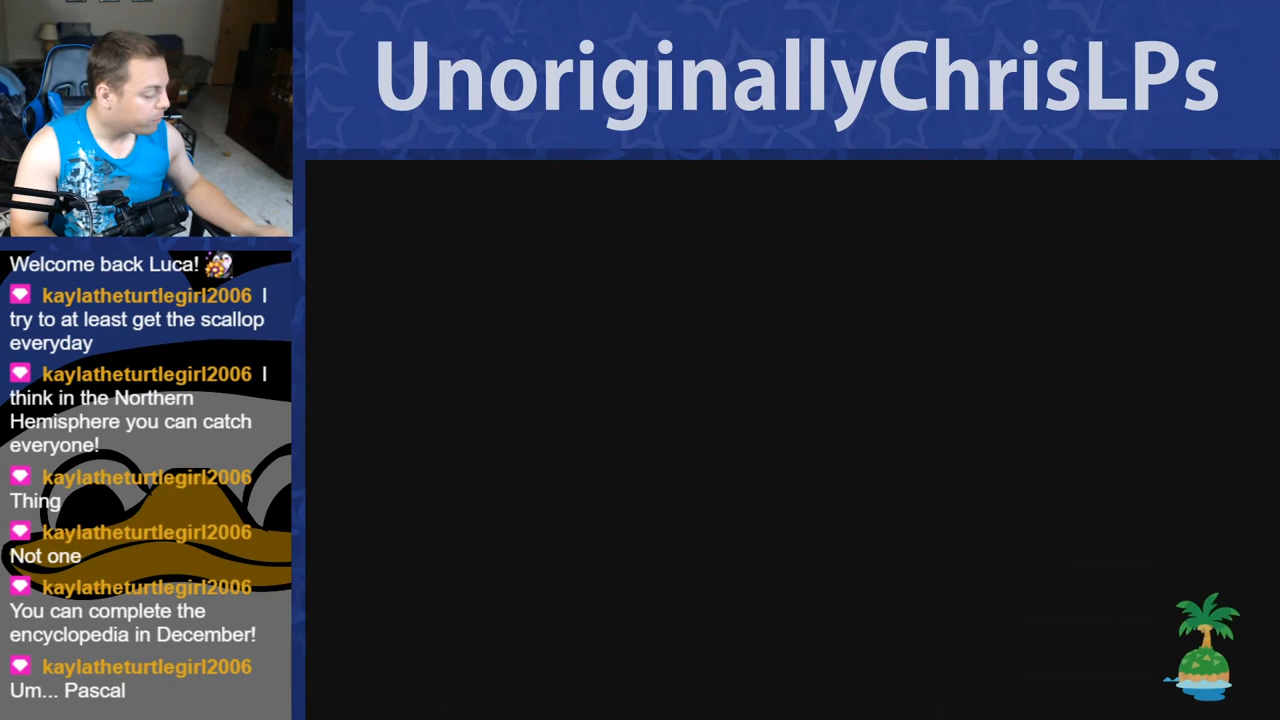 UnoriginallyChrisLPs
Welcome back Luca!
kaylatheturtlegirl2006 I
try to at least get the scallop
everyday
kaylatheturtlegirl2006 I
think in the Northern
Hemisphere you can catch
everyone!
kaylatheturtlegirl2006
Thing
kaylatheturtlegirl2006
Not one
kaylatheturtlegirl2006
You can complete the
encyclopedia in December!
kaylatheturtlegirl2006
Um... Pascal